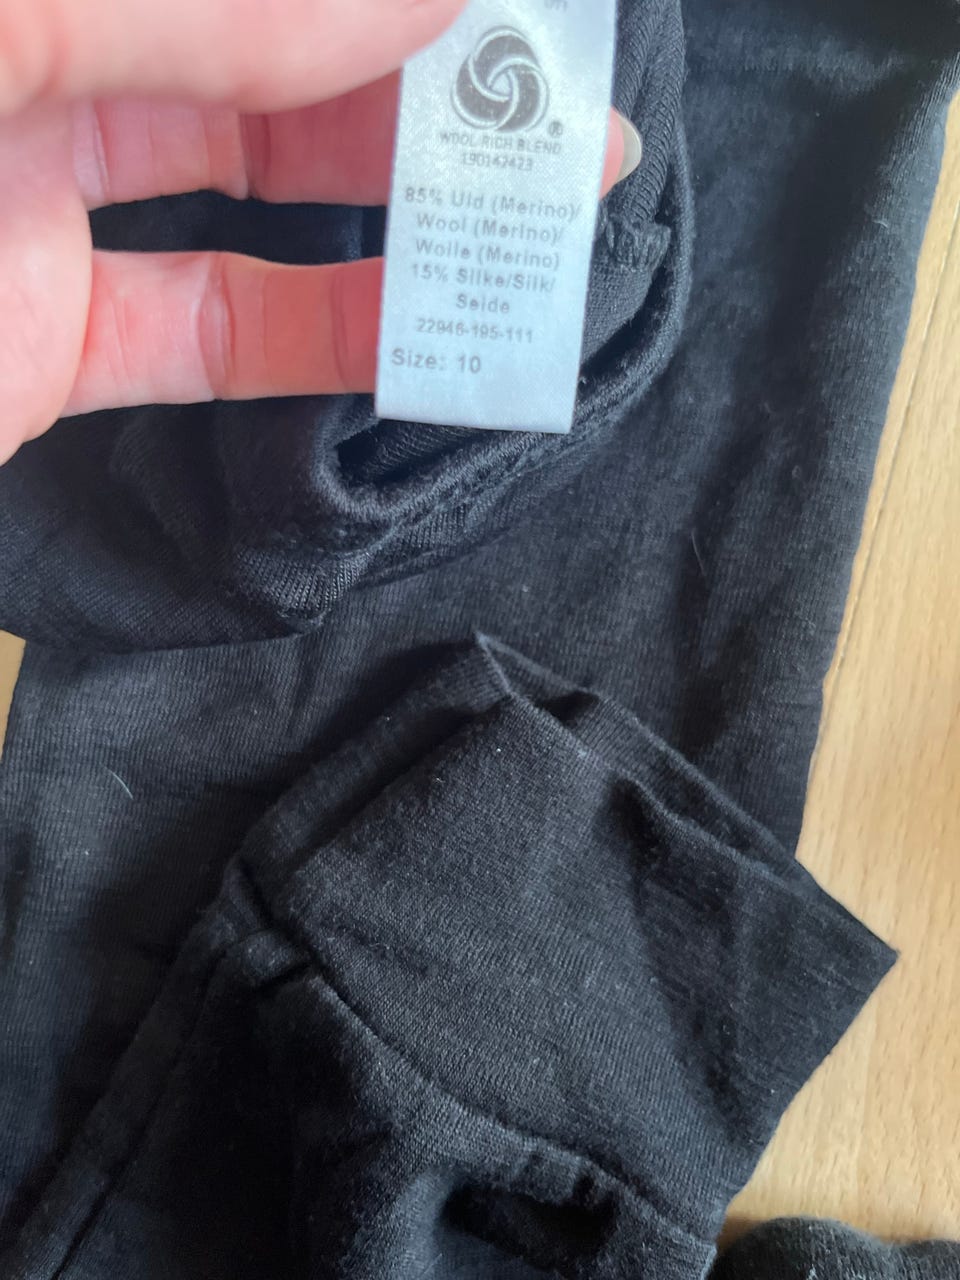 WOOL RICH BLEND
190142423
85% Uld (Merino)/
Wool (Merino)/
Wolle (Merino)
15% Silke/Silk/
Seide
22946-195-111
Size: 10